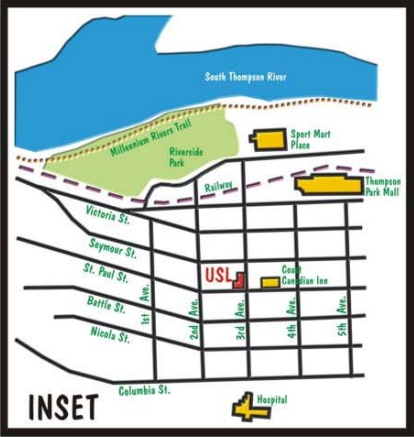 South Thompson River
Millennium Rivers Trail
Sport Mart
Place
Riverside
Park
Railway
Thompson
Park Mall
Victoria St.
Seymour St.
St. Paul St.
USL
Coast
Canadian Inn
Battle St.
Nicola St.
1st Ave.
2nd Ave.
3rd Ave.
4th Ave.
5th Ave.
Columbia St.
Hospital
INSET